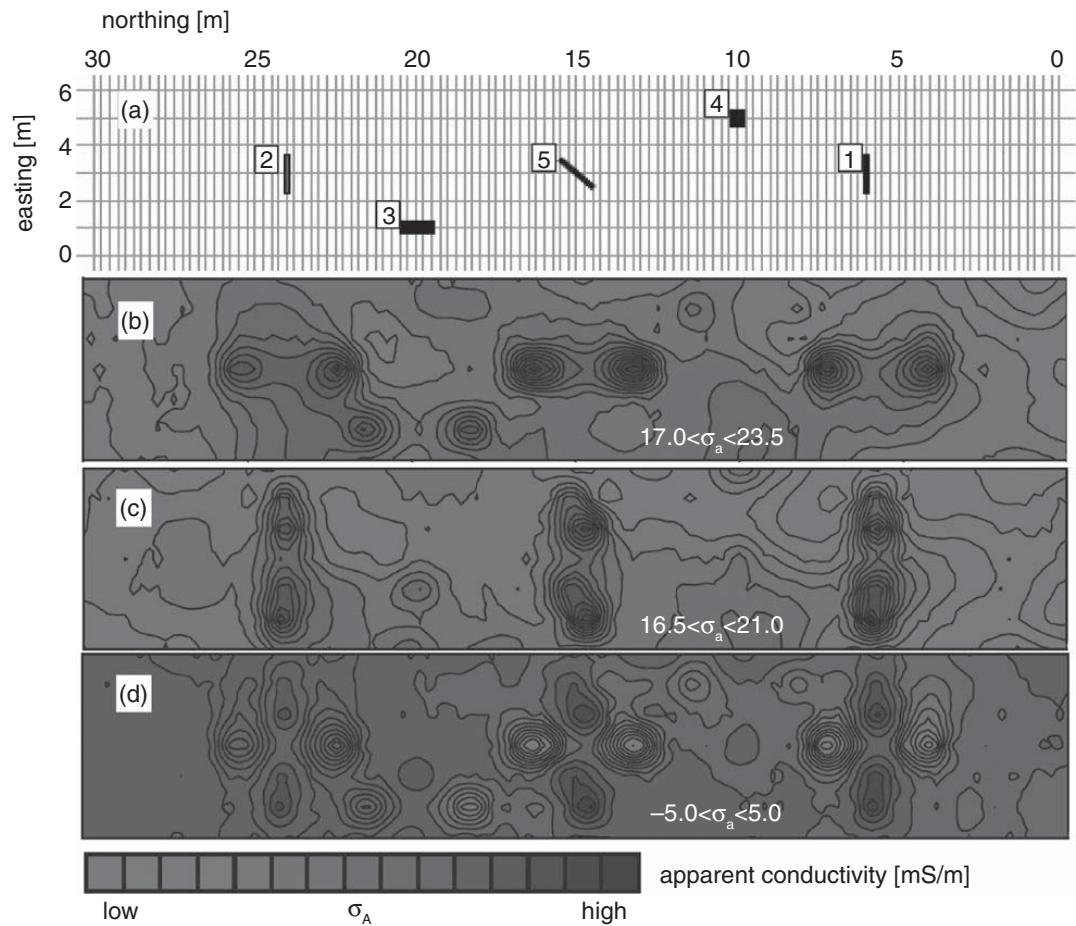 northing [m]
30 25 20 15 10 5 0
easting [m]
6
4
2
0
(a)
4
2
5
1
3
(b)
17.0<σa<23.5
(c)
16.5<σa<21.0
(d)
–5.0<σa<5.0
apparent conductivity [mS/m]
low σA high